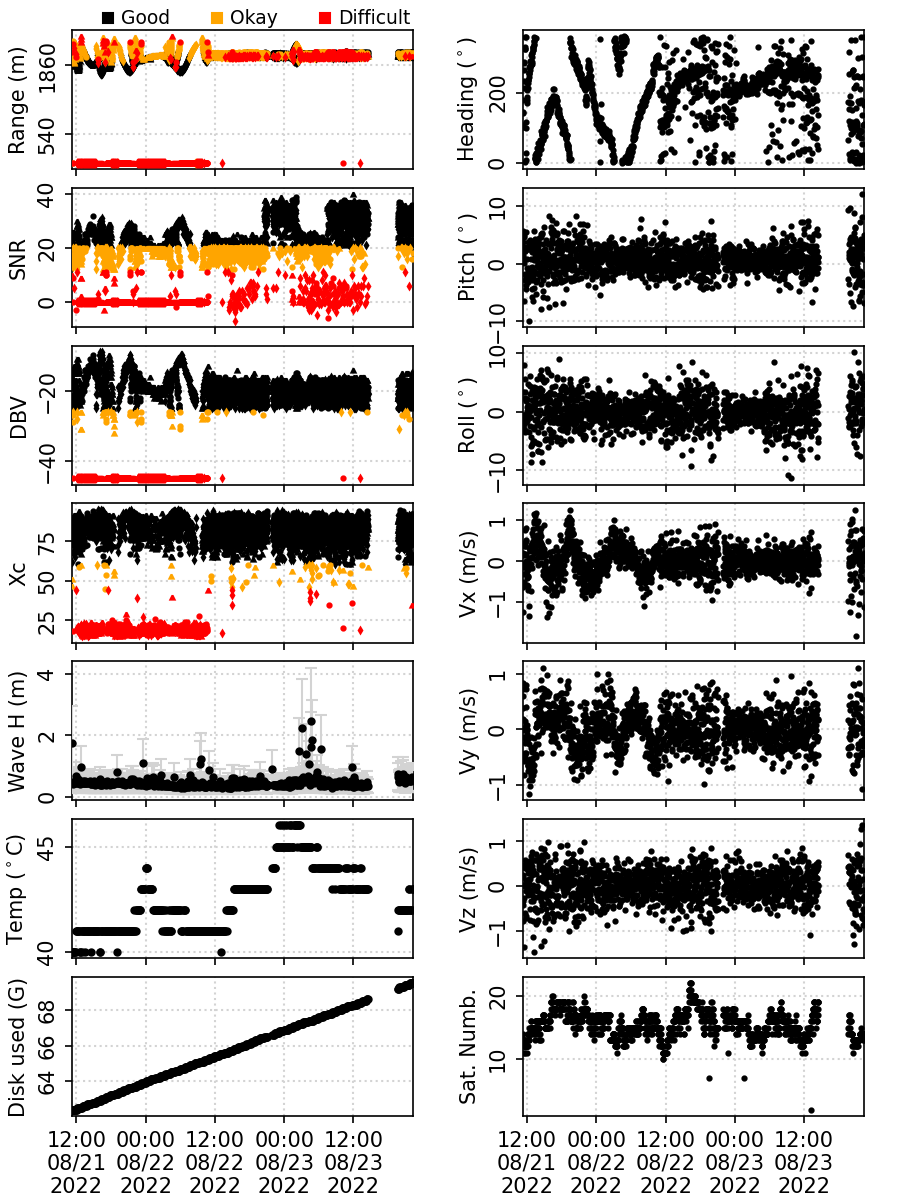 Good Okay Difficult
Range (m)
1860
540
Heading (°)
200
0
SNR
40
20
0
Pitch (°)
10
0
−10
DBV
−20
−40
Roll (°)
10
0
−10
Xc
75
50
25
Vx (m/s)
1
0
−1
Wave H (m)
4
2
0
Vy (m/s)
1
0
−1
Temp (°C)
45
40
Vz (m/s)
1
0
−1
Disk used (G)
68
66
64
Sat. Numb.
20
10
12:00 00:00 12:00 00:00 12:00
08/21 08/22 08/22 08/23 08/23
2022 2022 2022 2022 2022
12:00 00:00 12:00 00:00 12:00
08/21 08/22 08/22 08/23 08/23
2022 2022 2022 2022 2022